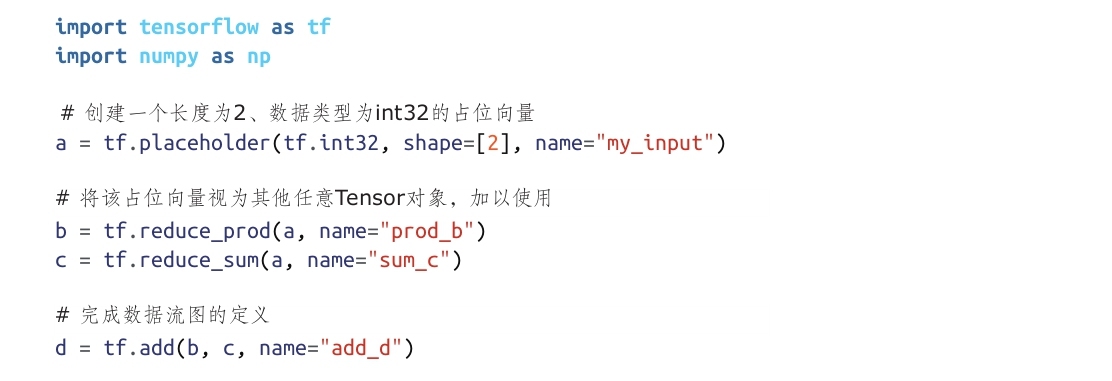 import tensorflow as tf
import numpy as np
# 创建一个长度为2、数据类型为int32的占位向量
a = tf.placeholder(tf.int32, shape=[2], name="my_input")
# 将该占位向量视为其他任意Tensor对象，加以使用
b = tf.reduce_prod(a, name="prod_b")
c = tf.reduce_sum(a, name="sum_c")
# 完成数据流图的定义
d = tf.add(b, c, name="add_d")